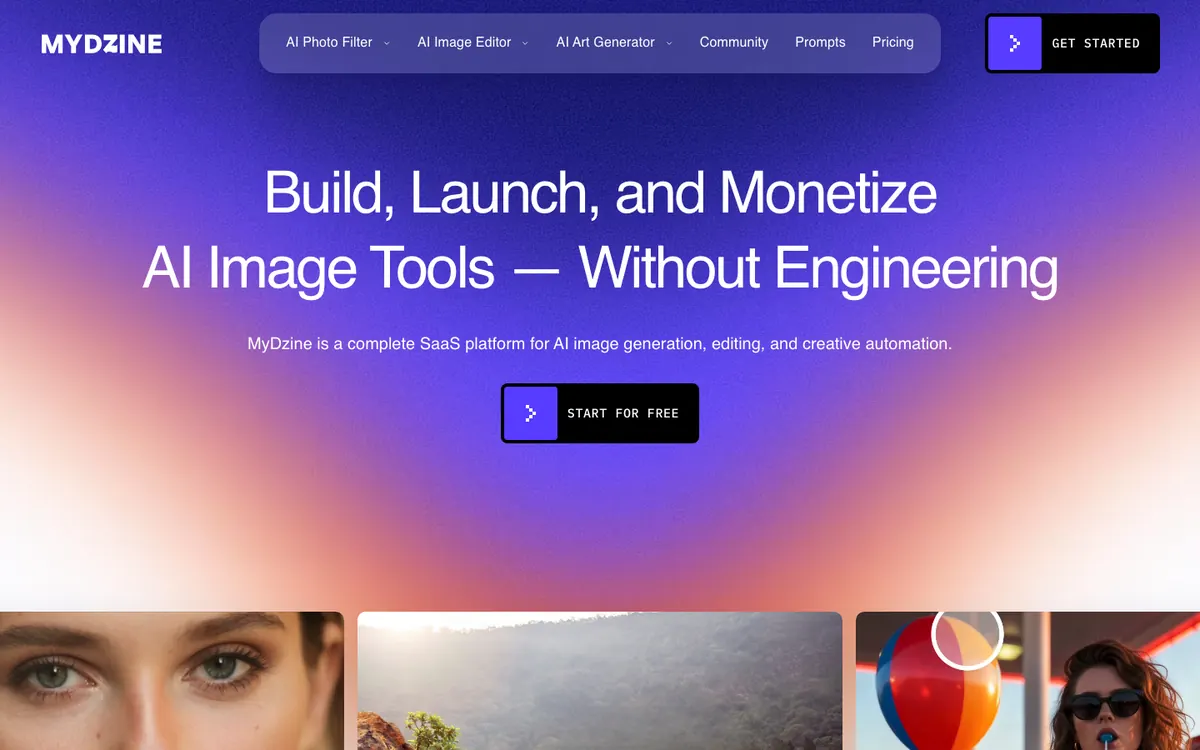 MYDZINE
AI Photo Filter
AI Image Editor
AI Art Generator
Community
Prompts
Pricing
GET STARTED
Build, Launch, and Monetize
AI Image Tools — Without Engineering
MyDzine is a complete SaaS platform for AI image generation, editing, and creative automation.
START FOR FREE